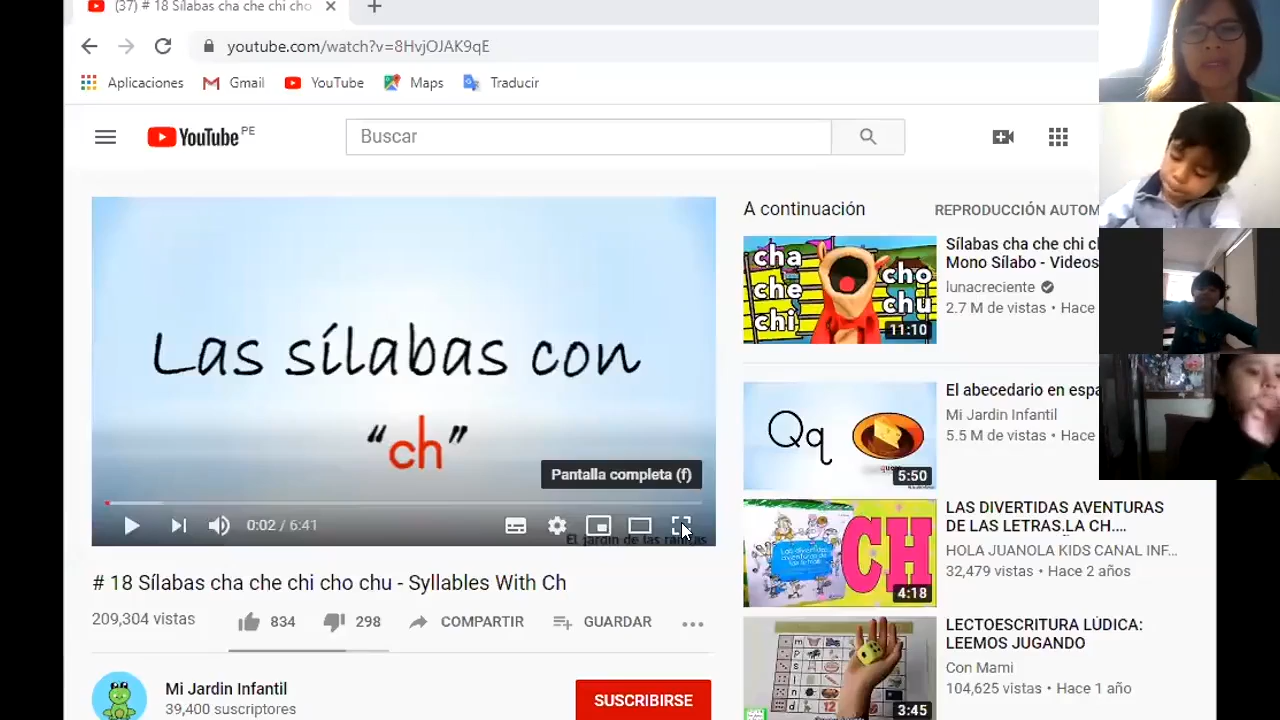 (37) # 18 Sílabas cha che chi cho
youtube.com/watch?v=8HvjOJAK9qE
Aplicaciones Gmail YouTube Maps Traducir
YouTube PE
Buscar
Las sílabas con
"ch"
Pantalla completa (f)
0:02 / 6:41
El jardín de las ranitas
# 18 Sílabas cha che chi cho chu - Syllables With Ch
209,304 vistas
834
298
COMPARTIR
GUARDAR
Mi Jardin Infantil
39,400 suscriptores
SUSCRIBIRSE
A continuación
REPRODUCCIÓN AUTOM
cha
che
chi
cho
chu
11:10
Sílabas cha che chi c
Mono Sílabo - Videos
lunacreciente
2.7 M de vistas • Hace
Qq
5:50
El abecedario en espa
Mi Jardin Infantil
5.5 M de vistas • Hace
Las divertidas
aventuras de
las letras
CH
4:18
LAS DIVERTIDAS AVENTURAS
DE LAS LETRAS.LA CH....
HOLA JUANOLA KIDS CANAL INF...
32,479 vistas • Hace 2 años
3:45
LECTOESCRITURA LÚDICA:
LEEMOS JUGANDO
Con Mami
104,625 vistas • Hace 1 año